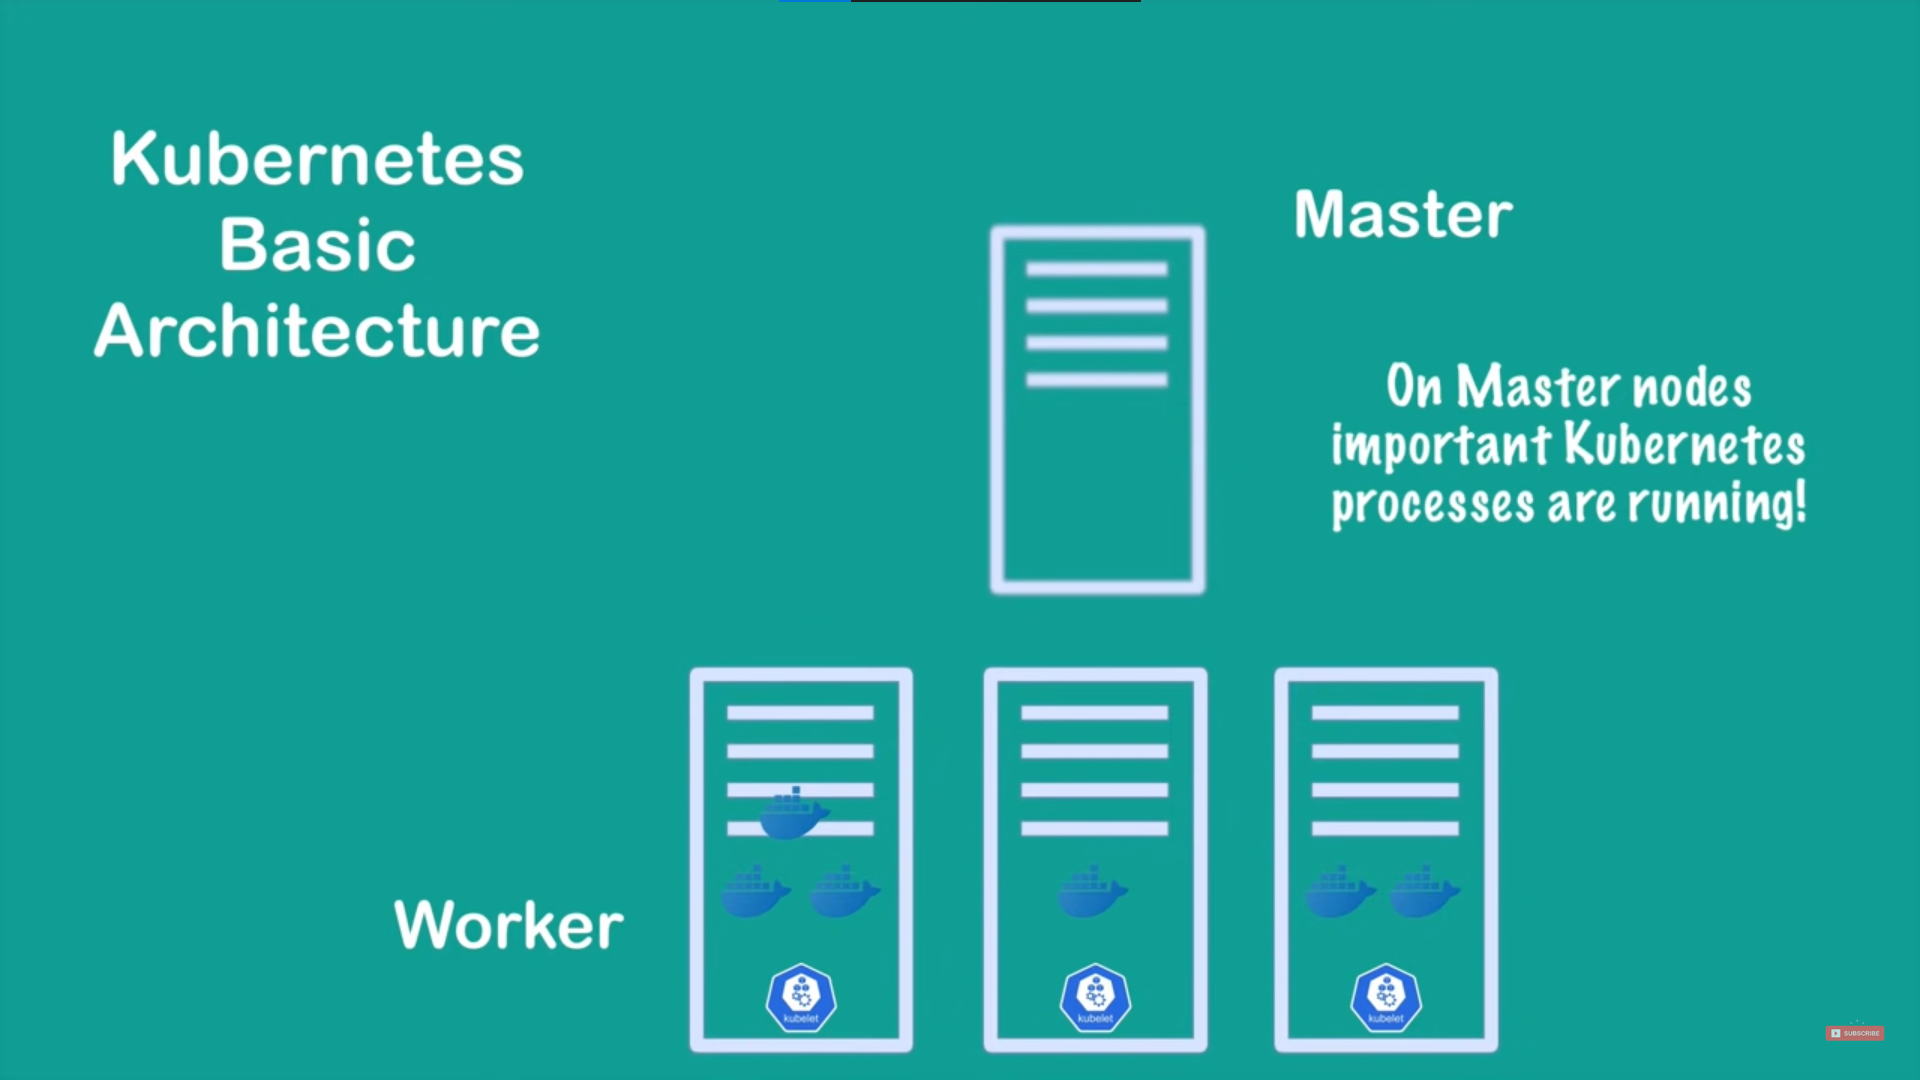 Kubernetes
Basic
Architecture
Master
On Master nodes
important Kubernetes
processes are running!
Worker
kubelet
kubelet
kubelet
SUBSCRIBE